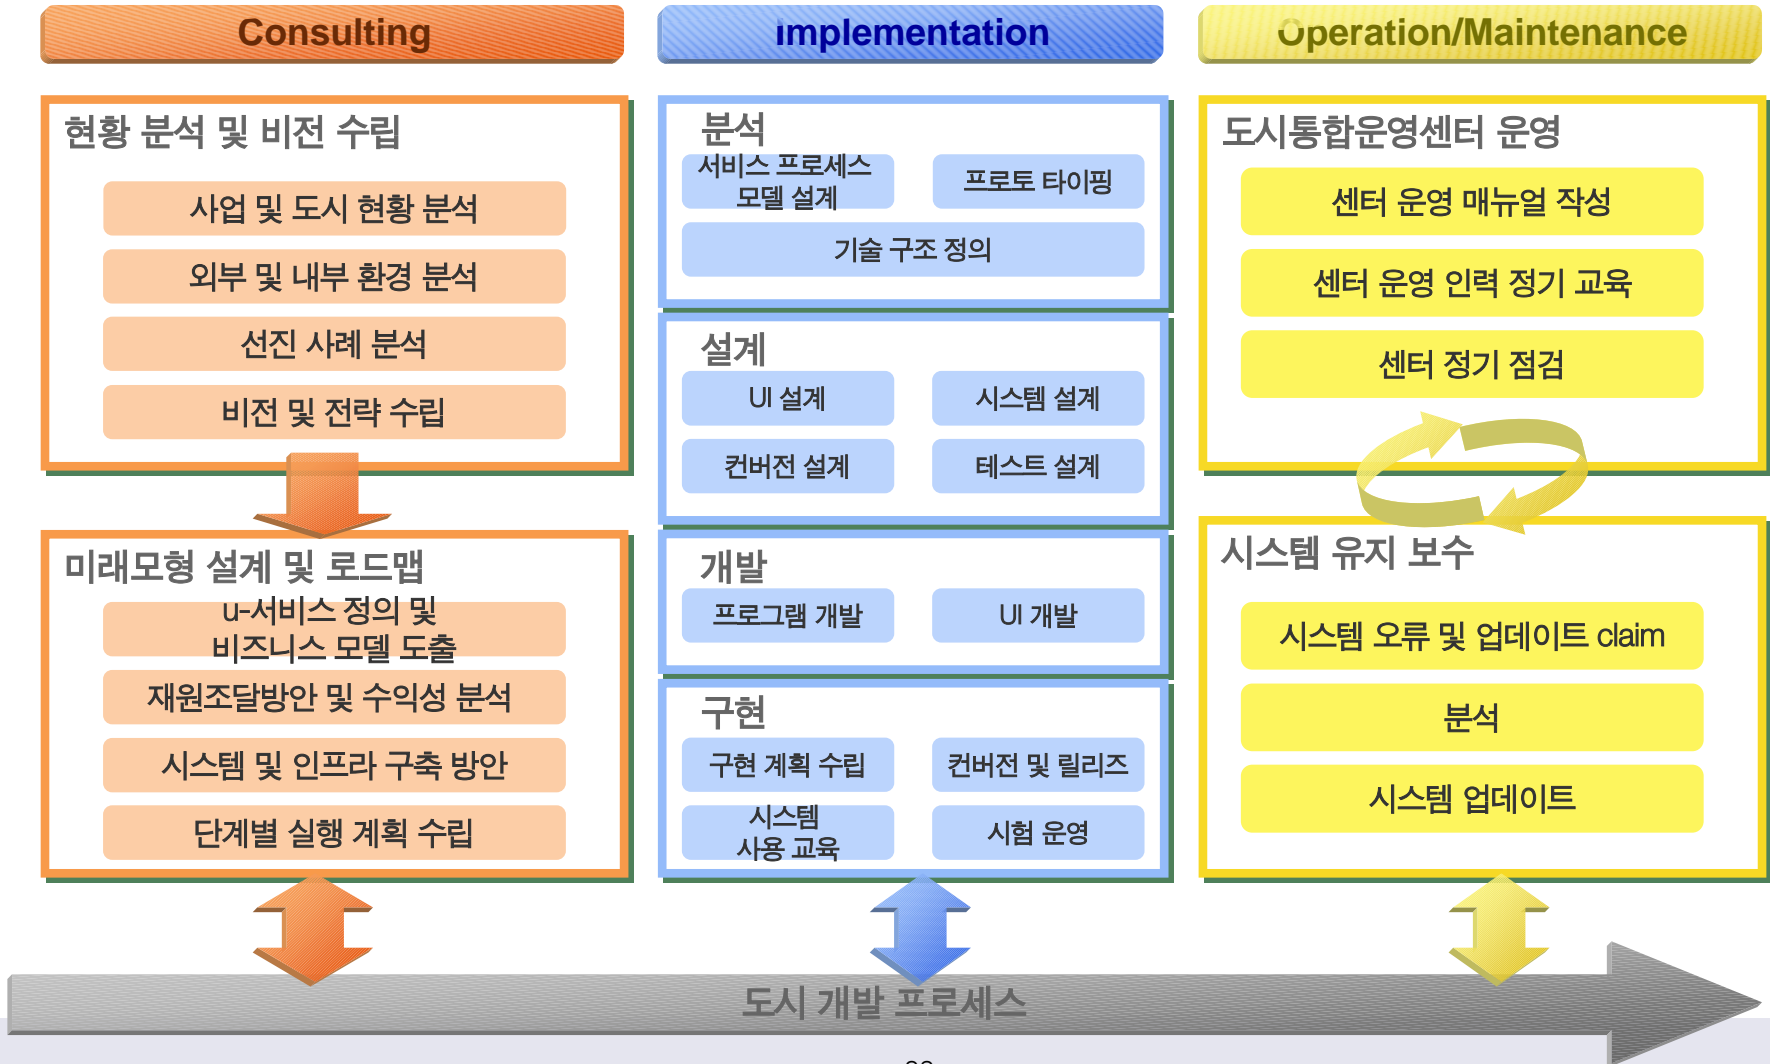 Consulting
Implementation
Operation/Maintenance
현황 분석 및 비전 수립
사업 및 도시 현황 분석
외부 및 내부 환경 분석
선진 사례 분석
비전 및 전략 수립
미래모형 설계 및 로드맵
u-서비스 정의 및
비즈니스 모델 도출
재원조달방안 및 수익성 분석
시스템 및 인프라 구축 방안
단계별 실행 계획 수립
분석
서비스 프로세스
모델 설계
프로토 타이핑
기술 구조 정의
설계
UI 설계
시스템 설계
컨버전 설계
테스트 설계
개발
프로그램 개발
UI 개발
구현
구현 계획 수립
컨버전 및 릴리즈
시스템
사용 교육
시험 운영
도시통합운영센터 운영
센터 운영 매뉴얼 작성
센터 운영 인력 정기 교육
센터 정기 점검
시스템 유지 보수
시스템 오류 및 업데이트 claim
분석
시스템 업데이트
도시 개발 프로세스